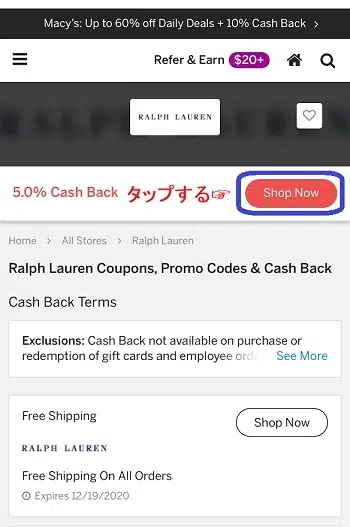 Macy's: Up to 60% off Daily Deals + 10% Cash Back >
Refer & Earn $20+
RALPH LAUREN
5.0% Cash Back タップする☞ Shop Now
Home > All Stores > Ralph Lauren
Ralph Lauren Coupons, Promo Codes & Cash Back
Cash Back Terms
Exclusions: Cash Back not available on purchase or
redemption of gift cards and employee See More
Free Shipping Shop Now
RALPH LAUREN
Free Shipping On All Orders
Expires 12/19/2020